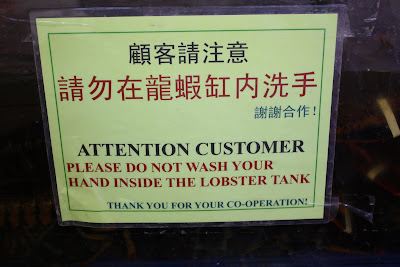 顧客請注意
請勿在龍蝦缸内洗手
謝謝合作!
ATTENTION CUSTOMER
PLEASE DO NOT WASH YOUR
HAND INSIDE THE LOBSTER TANK
THANK YOU FOR YOUR CO-OPERATION!